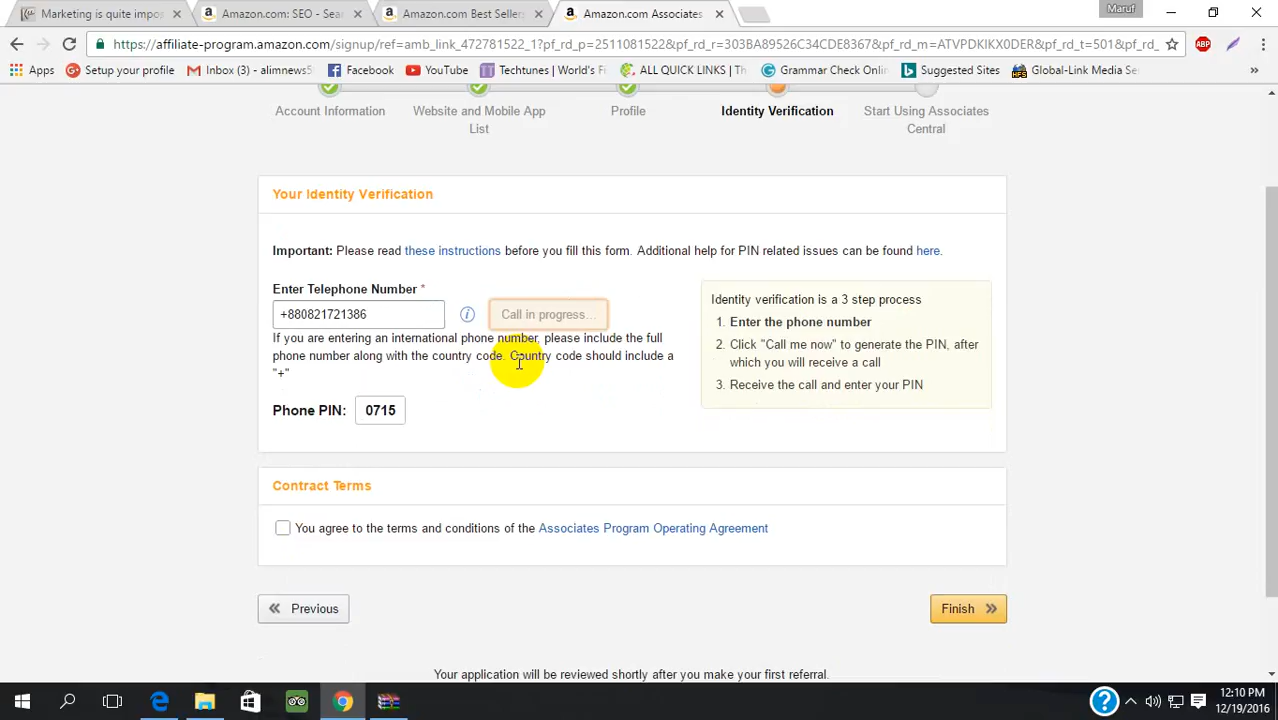 Maruf
Marketing is quite impos
Amazon.com: SEO - Sear
Amazon.com Best Sellers
Amazon.com Associates
https://affiliate-program.amazon.com/signup/ref=amb_link_472781522_1?pf_rd_p=2511081522&pf_rd_r=303BA89526C34CDE8367&pf_rd_m=ATVPDKIKX0DER&pf_rd_t=501&pf_rd_
ABP
Apps
Setup your profile
Inbox (3) - alimnews5
Facebook
YouTube
Techtunes | World's Fi
ALL QUICK LINKS | Th
Grammar Check Onlin
Suggested Sites
Global-Link Media Se
»
Account Information
Website and Mobile App List
Profile
Identity Verification
Start Using Associates Central
Your Identity Verification
Important: Please read these instructions before you fill this form. Additional help for PIN related issues can be found here.
Enter Telephone Number *
+880821721386
i
Call in progress...
If you are entering an international phone number, please include the full
phone number along with the country code. Country code should include a
"+"
Phone PIN: 0715
Identity verification is a 3 step process
1. Enter the phone number
2. Click "Call me now" to generate the PIN, after
which you will receive a call
3. Receive the call and enter your PIN
Contract Terms
You agree to the terms and conditions of the Associates Program Operating Agreement
Previous
Finish
Your application will be reviewed shortly after you make your first referral.
12:10 PM
12/19/2016